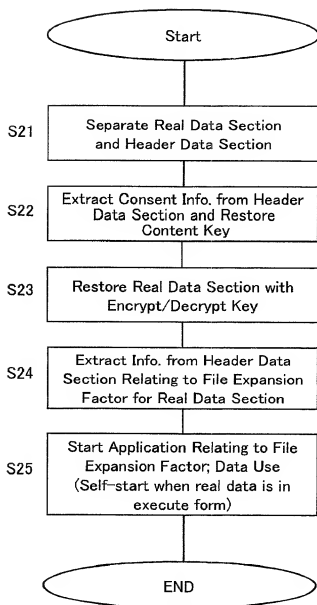 Start
S21
Separate Real Data Section
and Header Data Section
S22
Extract Consent Info. from Header
Data Section and Restore
Content Key
S23
Restore Real Data Section with
Encrypt/Decrypt Key
S24
Extract Info. from Header Data
Section Relating to File Expansion
Factor for Real Data Section
S25
Start Application Relating to File
Expansion Factor; Data Use
(Self-start when real data is in
execute form)
END